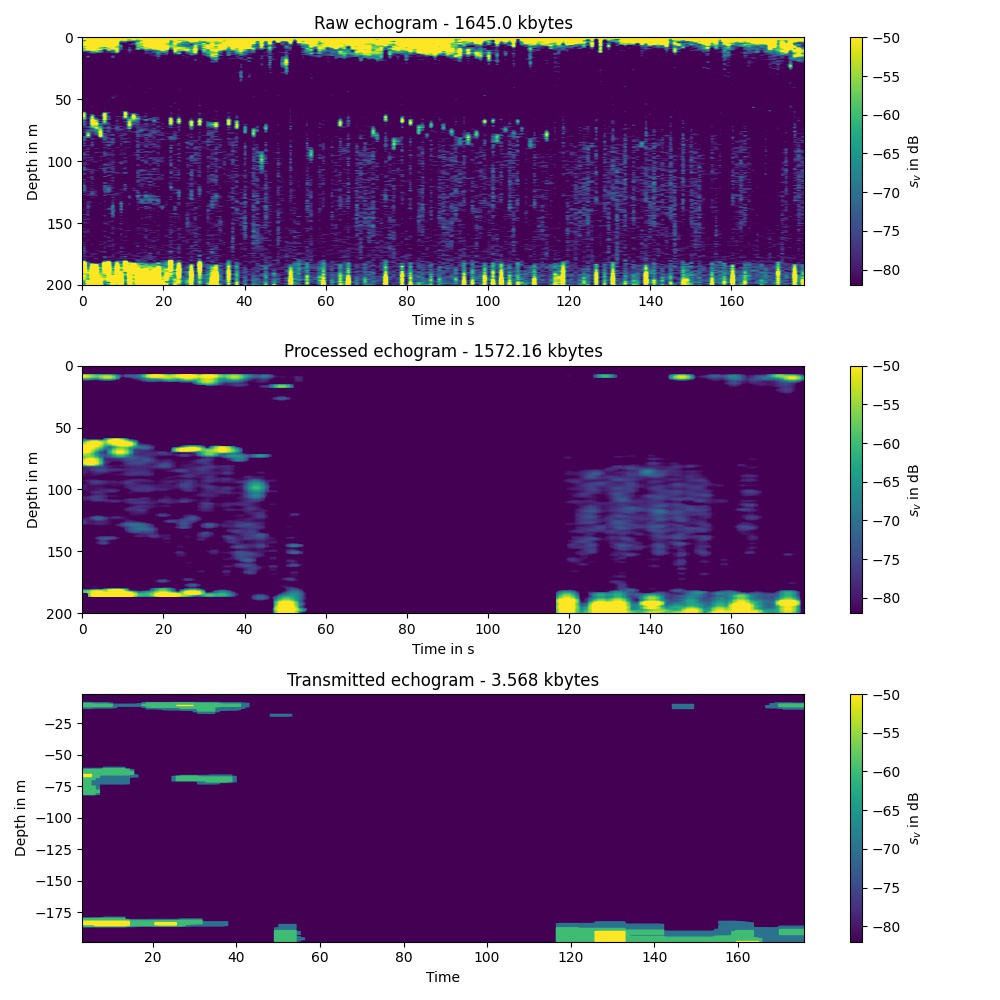 Raw echogram - 1645.0 kbytes
0
50
100
150
200
Depth in m
0 20 40 60 80 100 120 140 160
Time in s
−50
−55
−60
−65
−70
−75
−80
sv in dB
Processed echogram - 1572.16 kbytes
0
50
100
150
200
Depth in m
0 20 40 60 80 100 120 140 160
Time in s
−50
−55
−60
−65
−70
−75
−80
sv in dB
Transmitted echogram - 3.568 kbytes
−25
−50
−75
−100
−125
−150
−175
Depth in m
20 40 60 80 100 120 140 160
Time
−50
−55
−60
−65
−70
−75
−80
sv in dB